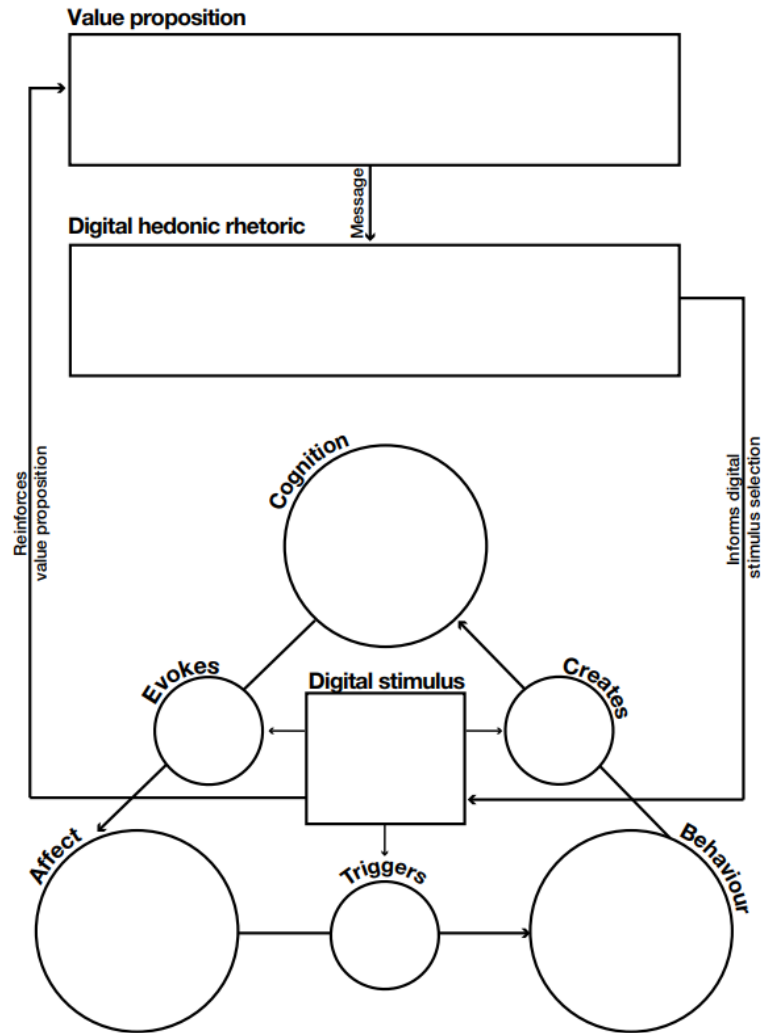 Value proposition
Message
Digital hedonic rhetoric
Reinforces
value proposition
Informs digital
stimulus selection
Cognition
Evokes
Digital stimulus
Creates
Affect
Triggers
Behaviour